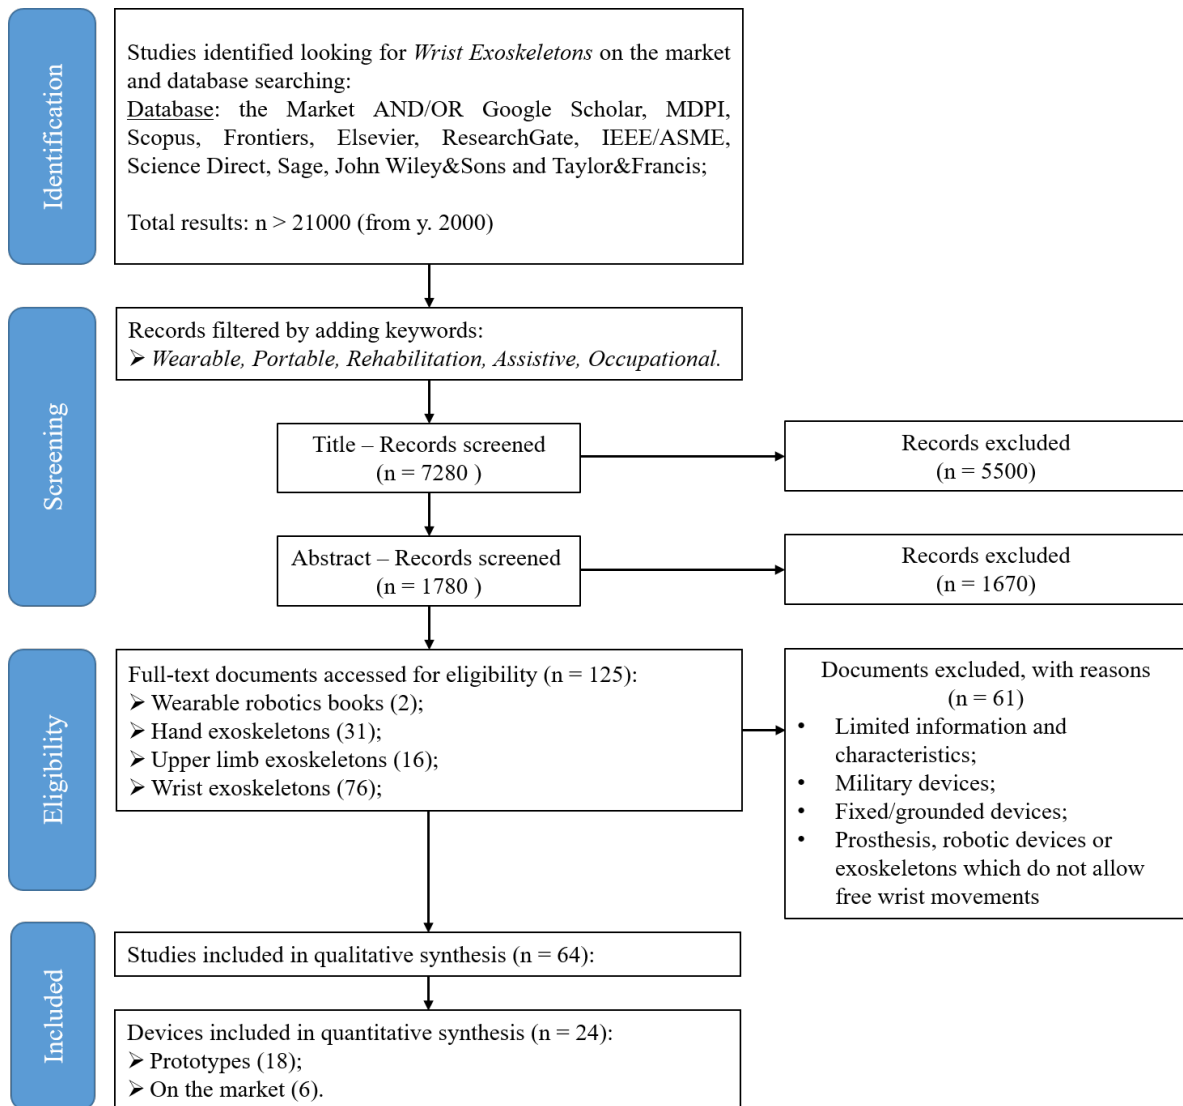 Identification
Studies identified looking for Wrist Exoskeletons on the market
and database searching:
Database: the Market AND/OR Google Scholar, MDPI,
Scopus, Frontiers, Elsevier, ResearchGate, IEEE/ASME,
Science Direct, Sage, John Wiley&Sons and Taylor&Francis;
Total results: n > 21000 (from y. 2000)
Screening
Records filtered by adding keywords:
➢ Wearable, Portable, Rehabilitation, Assistive, Occupational.
Title – Records screened
(n = 7280 )
Records excluded
(n = 5500)
Abstract – Records screened
(n = 1780 )
Records excluded
(n = 1670)
Eligibility
Full-text documents accessed for eligibility (n = 125):
➢ Wearable robotics books (2);
➢ Hand exoskeletons (31);
➢ Upper limb exoskeletons (16);
➢ Wrist exoskeletons (76);
Documents excluded, with reasons
(n = 61)
• Limited information and
characteristics;
• Military devices;
• Fixed/grounded devices;
• Prosthesis, robotic devices or
exoskeletons which do not allow
free wrist movements
Included
Studies included in qualitative synthesis (n = 64):
Devices included in quantitative synthesis (n = 24):
➢ Prototypes (18);
➢ On the market (6).